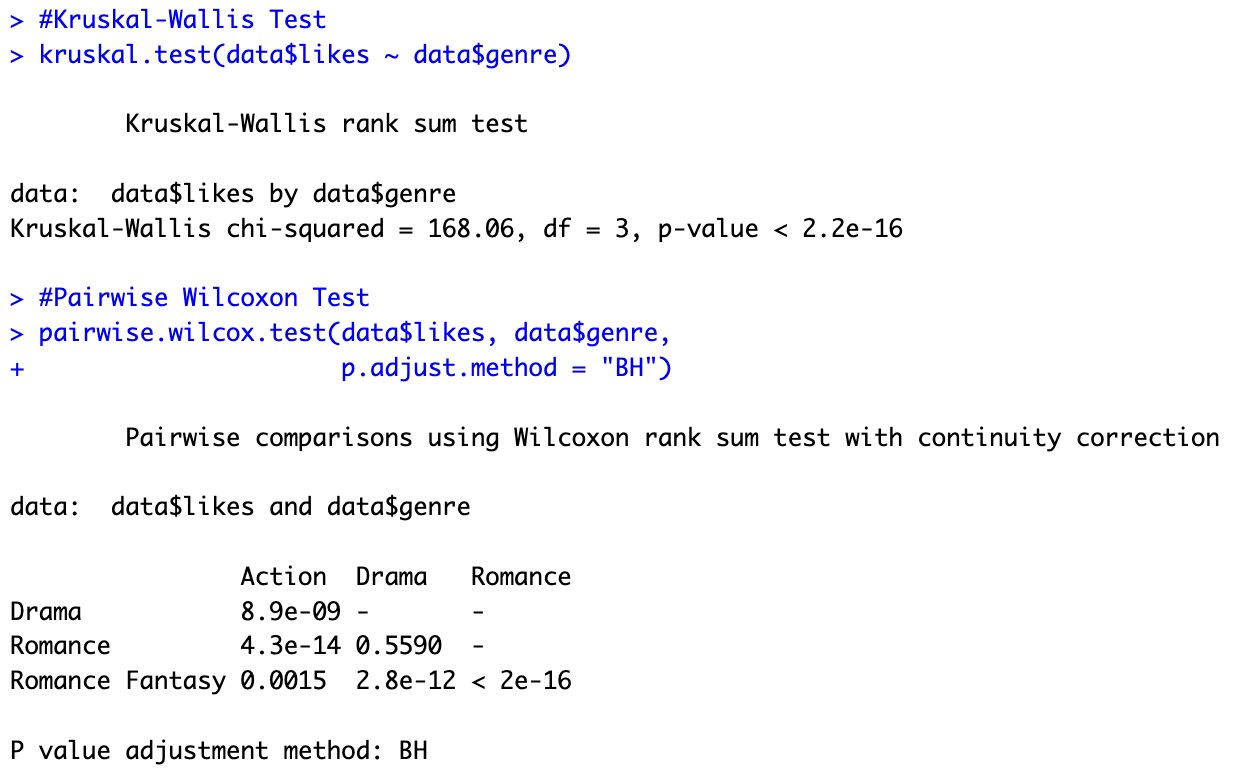 > #Kruskal-Wallis Test
> kruskal.test(data$likes ~ data$genre)
Kruskal-Wallis rank sum test
data:  data$likes by data$genre
Kruskal-Wallis chi-squared = 168.06, df = 3, p-value < 2.2e-16
> #Pairwise Wilcoxon Test
> pairwise.wilcox.test(data$likes, data$genre,
+                      p.adjust.method = "BH")
Pairwise comparisons using Wilcoxon rank sum test with continuity correction
data:  data$likes and data$genre
                Action  Drama   Romance
Drama           8.9e-09 -       -
Romance         4.3e-14 0.5590  -
Romance Fantasy 0.0015  2.8e-12 < 2e-16
P value adjustment method: BH